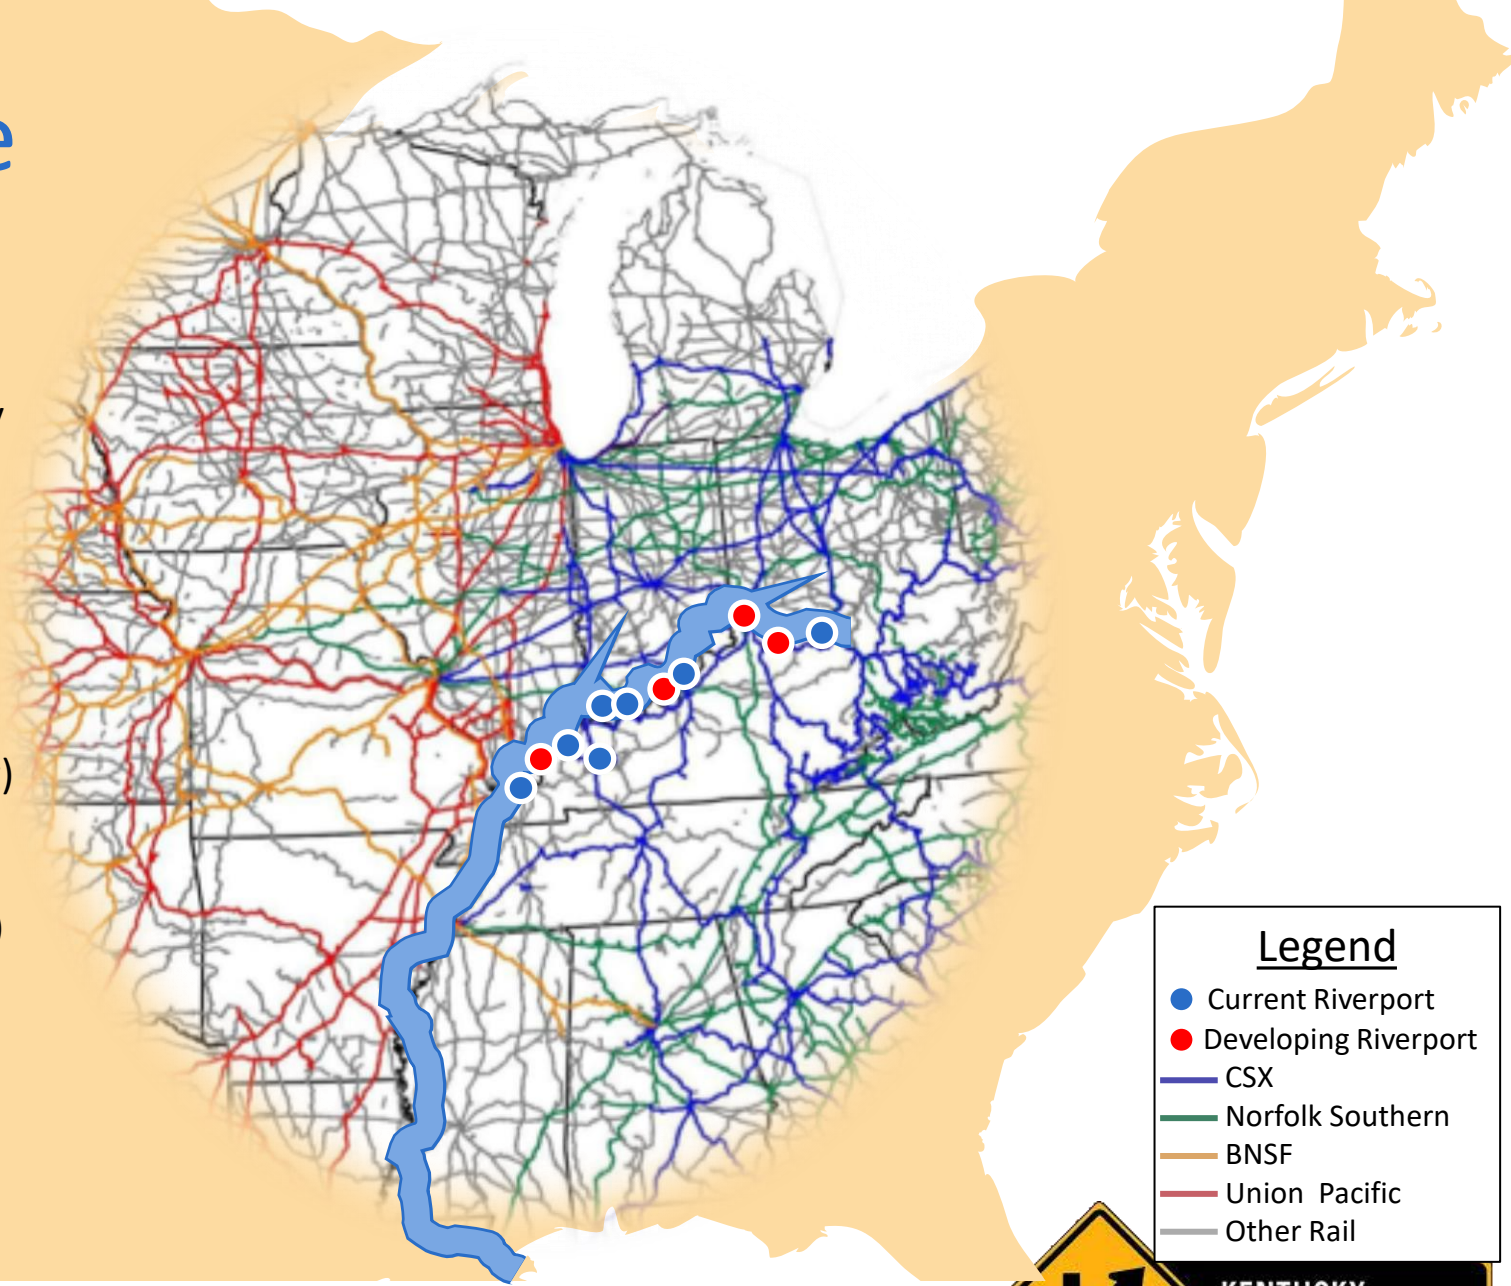 e
y
)
)
Legend
Current Riverport
Developing Riverport
CSX
Norfolk Southern
BNSF
Union Pacific
Other Rail
KENTUCKY